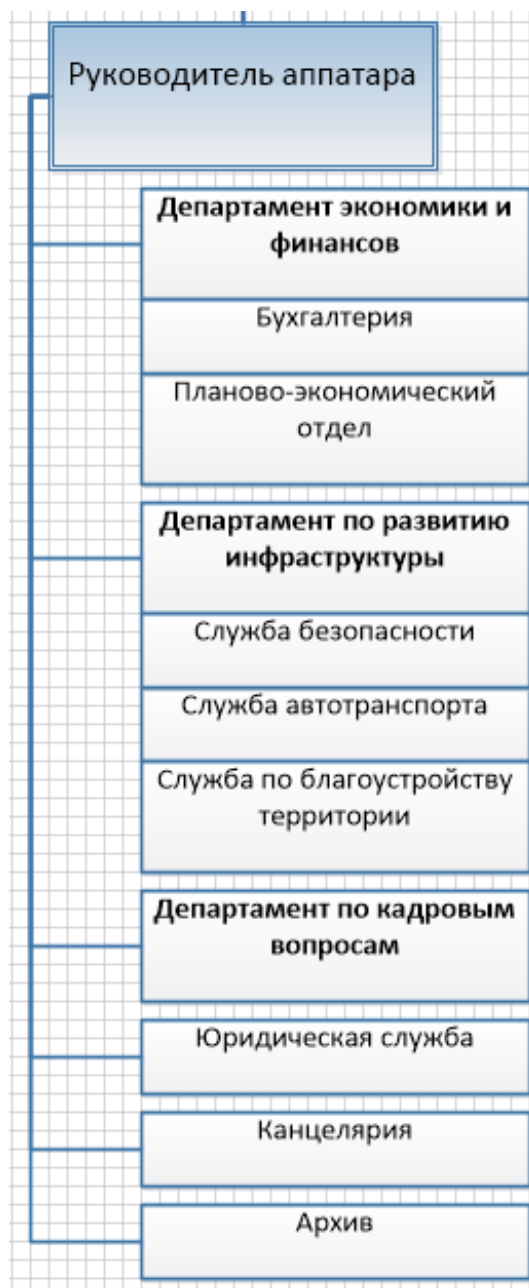 Руководитель аппатара
Департамент экономики и
финансов
Бухгалтерия
Планово-экономический
отдел
Департамент по развитию
инфраструктуры
Служба безопасности
Служба автотранспорта
Служба по благоустройству
территории
Департамент по кадровым
вопросам
Юридическая служба
Канцелярия
Архив